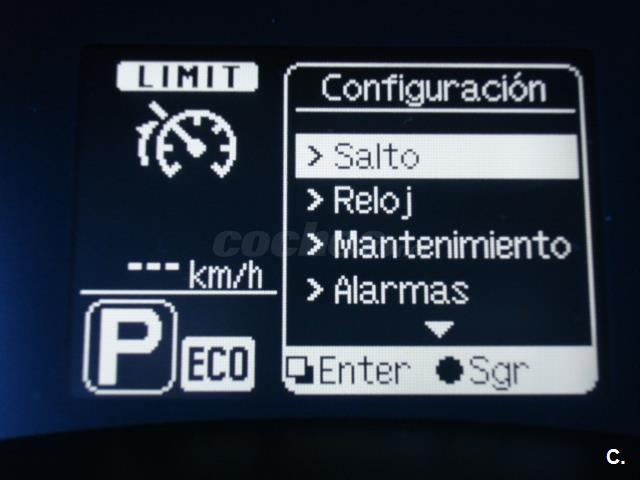 LIMIT
--- km/h
P
ECO
Configuración
> Salto
> Reloj
> Mantenimiento
> Alarmas
Enter Sgr
C.